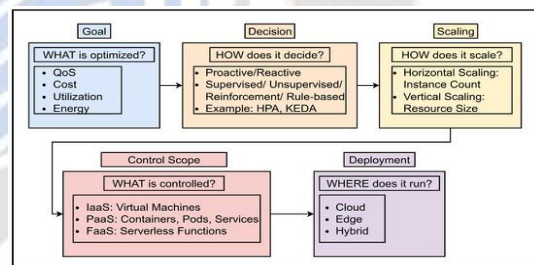 Goal
WHAT is optimized?
• QoS
• Cost
• Utilization
• Energy
Decision
HOW does it decide?
• Proactive/Reactive
• Supervised/ Unsupervised/
Reinforcement/ Rule-based
• Example: HPA, KEDA
Scaling
HOW does it scale?
• Horizontal Scaling:
Instance Count
• Vertical Scaling:
Resource Size
Control Scope
WHAT is controlled?
• IaaS: Virtual Machines
• PaaS: Containers, Pods, Services
• FaaS: Serverless Functions
Deployment
WHERE does it run?
• Cloud
• Edge
• Hybrid